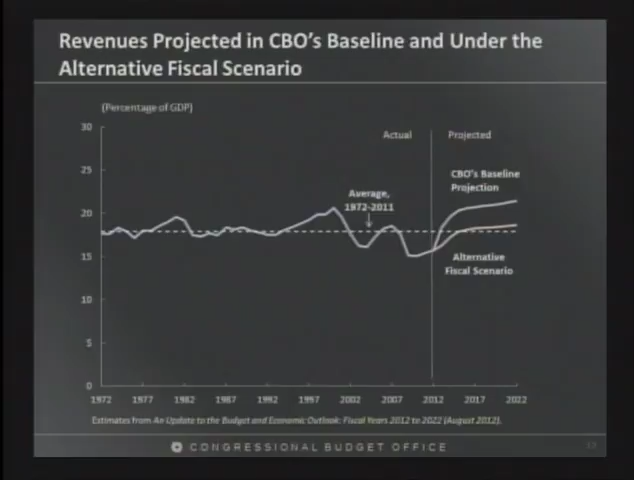 Revenues Projected in CBO's Baseline and Under the
Alternative Fiscal Scenario
(Percentage of GDP)
30
25
20
15
10
5
0
Actual
Projected
CBO's Baseline
Projection
Average,
1972-2011
Alternative
Fiscal Scenario
1972 1977 1982 1987 1992 1997 2002 2007 2012 2017 2022
Estimates from An Update to the Budget and Economic Outlook: Fiscal Years 2012 to 2022 (August 2012).
CONGRESSIONAL BUDGET OFFICE